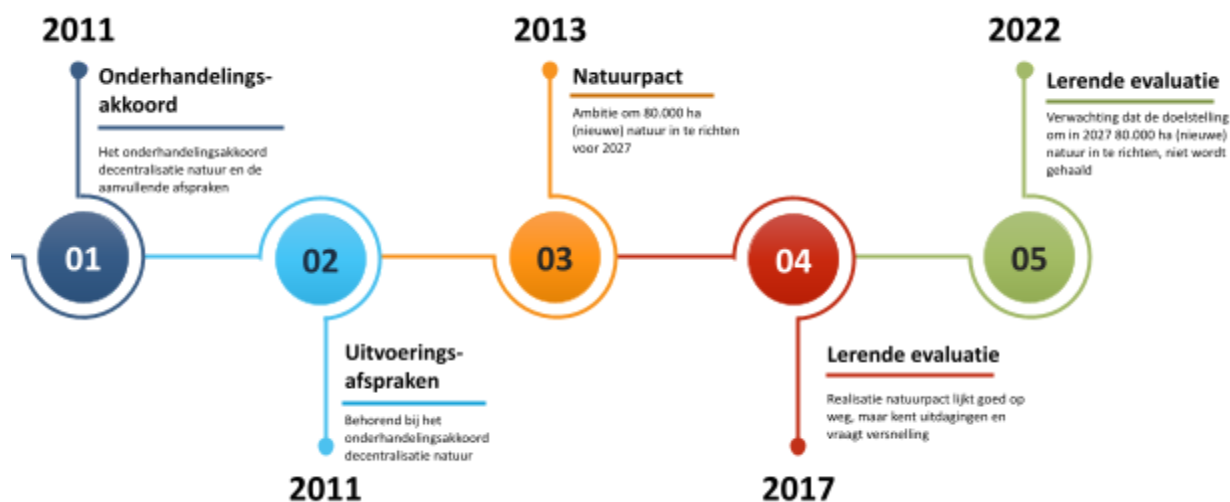 2011
Onderhandelings-
akkoord
Het onderhandelingsakkoord
decentralisatie natuur en de
aanvullende afspraken
01
02
Uitvoerings-
afspraken
Behorend bij het
onderhandelingsakkoord
decentralisatie natuur
2011
2013
Natuurpact
Ambitie om 80.000 ha
(nieuwe) natuur in te richten
voor 2027
03
04
Lerende evaluatie
Realisatie natuurpact lijkt goed op
weg, maar kent uitdagingen en
vraagt versnelling
2017
2022
Lerende evaluatie
Verwachting dat de doelstelling
om in 2027 80.000 ha (nieuwe)
natuur in te richten, niet wordt
gehaald
05